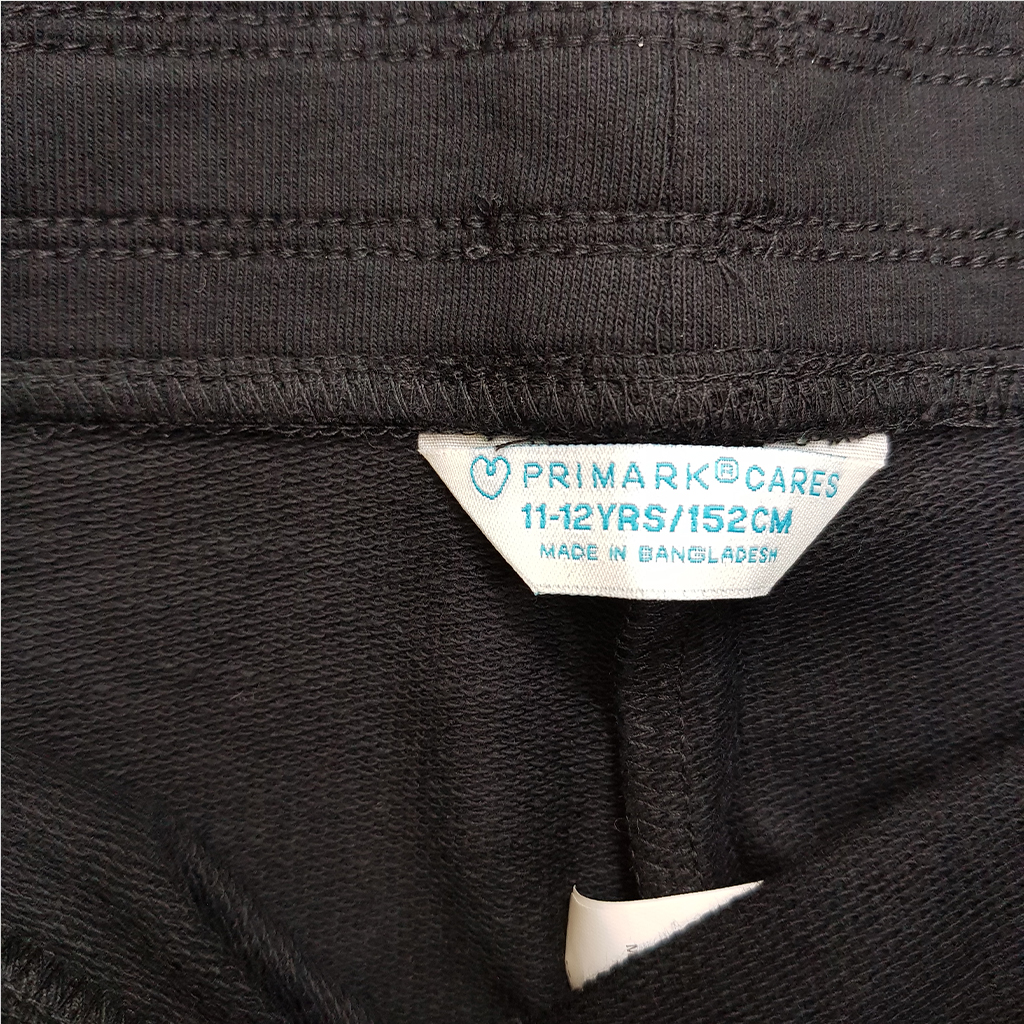 PRIMARK® CARES
11-12YRS/152CM
MADE IN BANGLADESH